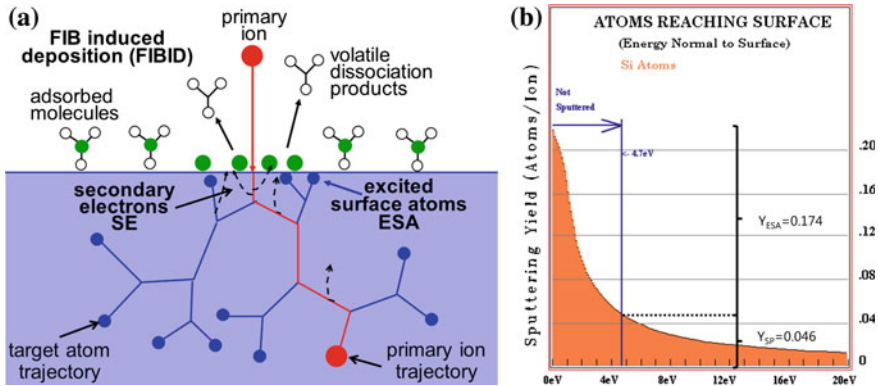 (a)
FIB induced
deposition (FIBID)
primary
ion
volatile
dissociation
products
adsorbed
molecules
secondary
electrons
SE
excited
surface atoms
ESA
target atom
trajectory
primary ion
trajectory
(b)
ATOMS REACHING SURFACE
(Energy Normal to Surface)
Si Atoms
Not
Sputtered
<- 4.7eV
Sputtering Yield (Atoms/Ion)
.20
.16
.12
.08
.04
0
Y_ESA=0.174
Y_SP=0.046
0eV 4eV 8eV 12eV 16eV 20eV